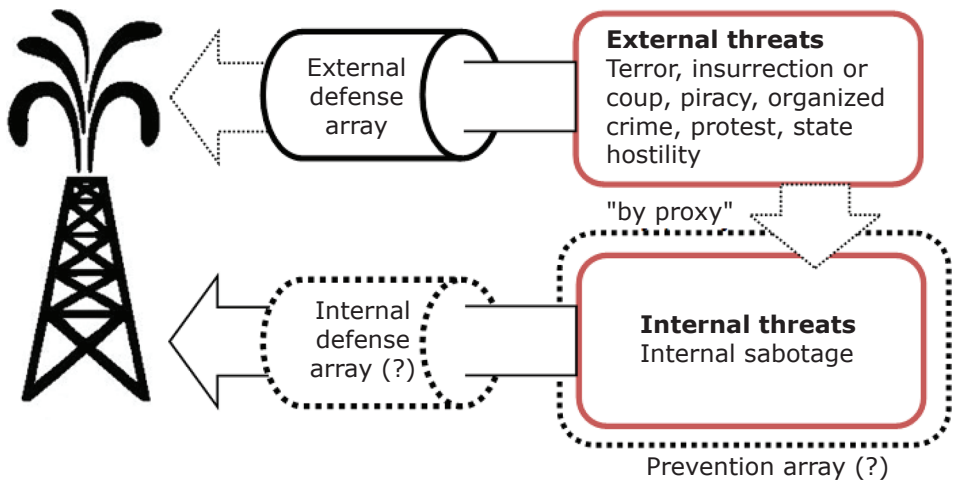 External
defense
array
External threats
Terror, insurrection or
coup, piracy, organized
crime, protest, state
hostility
"by proxy"
Internal
defense
array (?)
Internal threats
Internal sabotage
Prevention array (?)